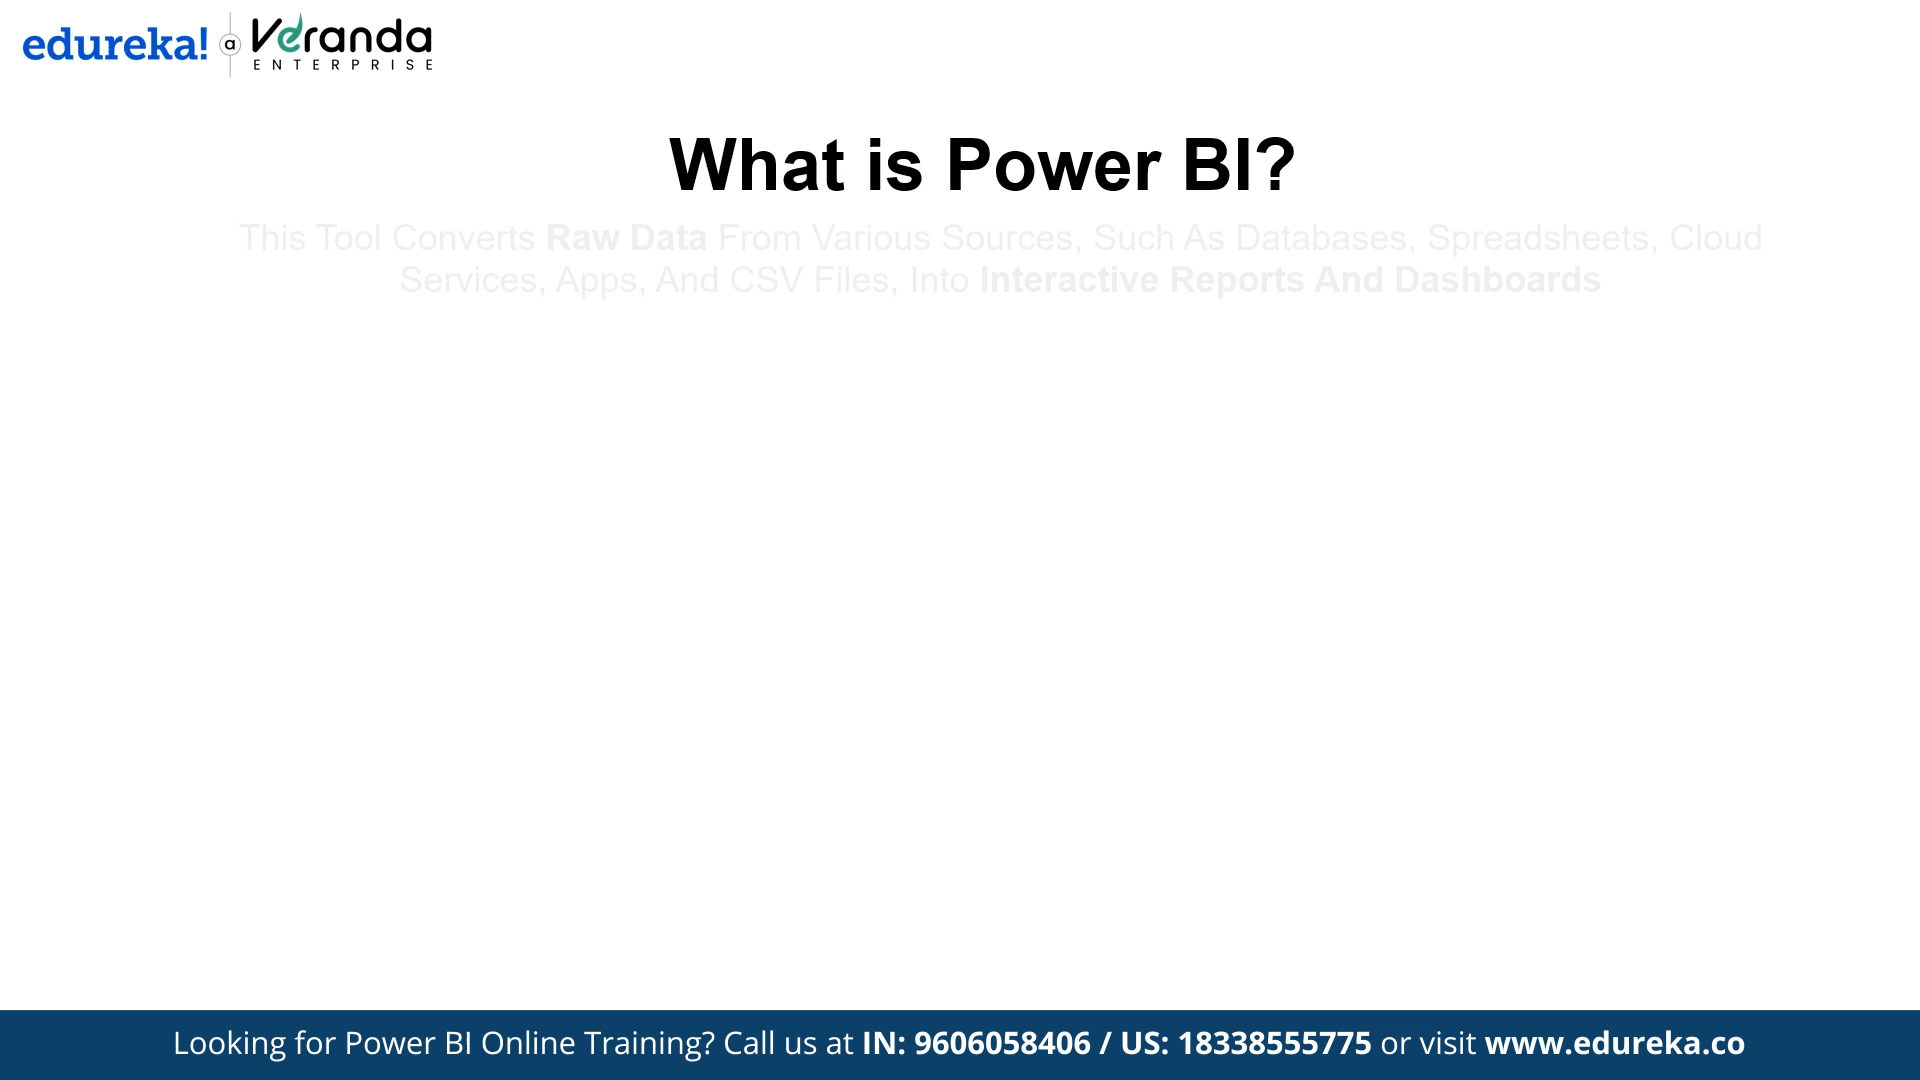 edureka! a Veranda
ENTERPRISE
What is Power BI?
This Tool Converts Raw Data From Various Sources, Such As Databases, Spreadsheets, Cloud
Services, Apps, And CSV Files, Into Interactive Reports And Dashboards
Looking for Power BI Online Training? Call us at IN: 9606058406 / US: 18338555775 or visit www.edureka.co